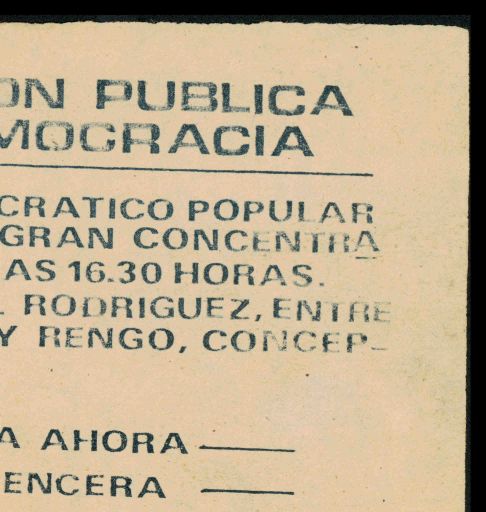 ON PUBLICA
MOCRACIA
CRATICO POPULAR
GRAN CONCENTRA
AS 16.30 HORAS.
RODRIGUEZ, ENTRE
Y RENGO, CONCEP-
A AHORA
ENCERA